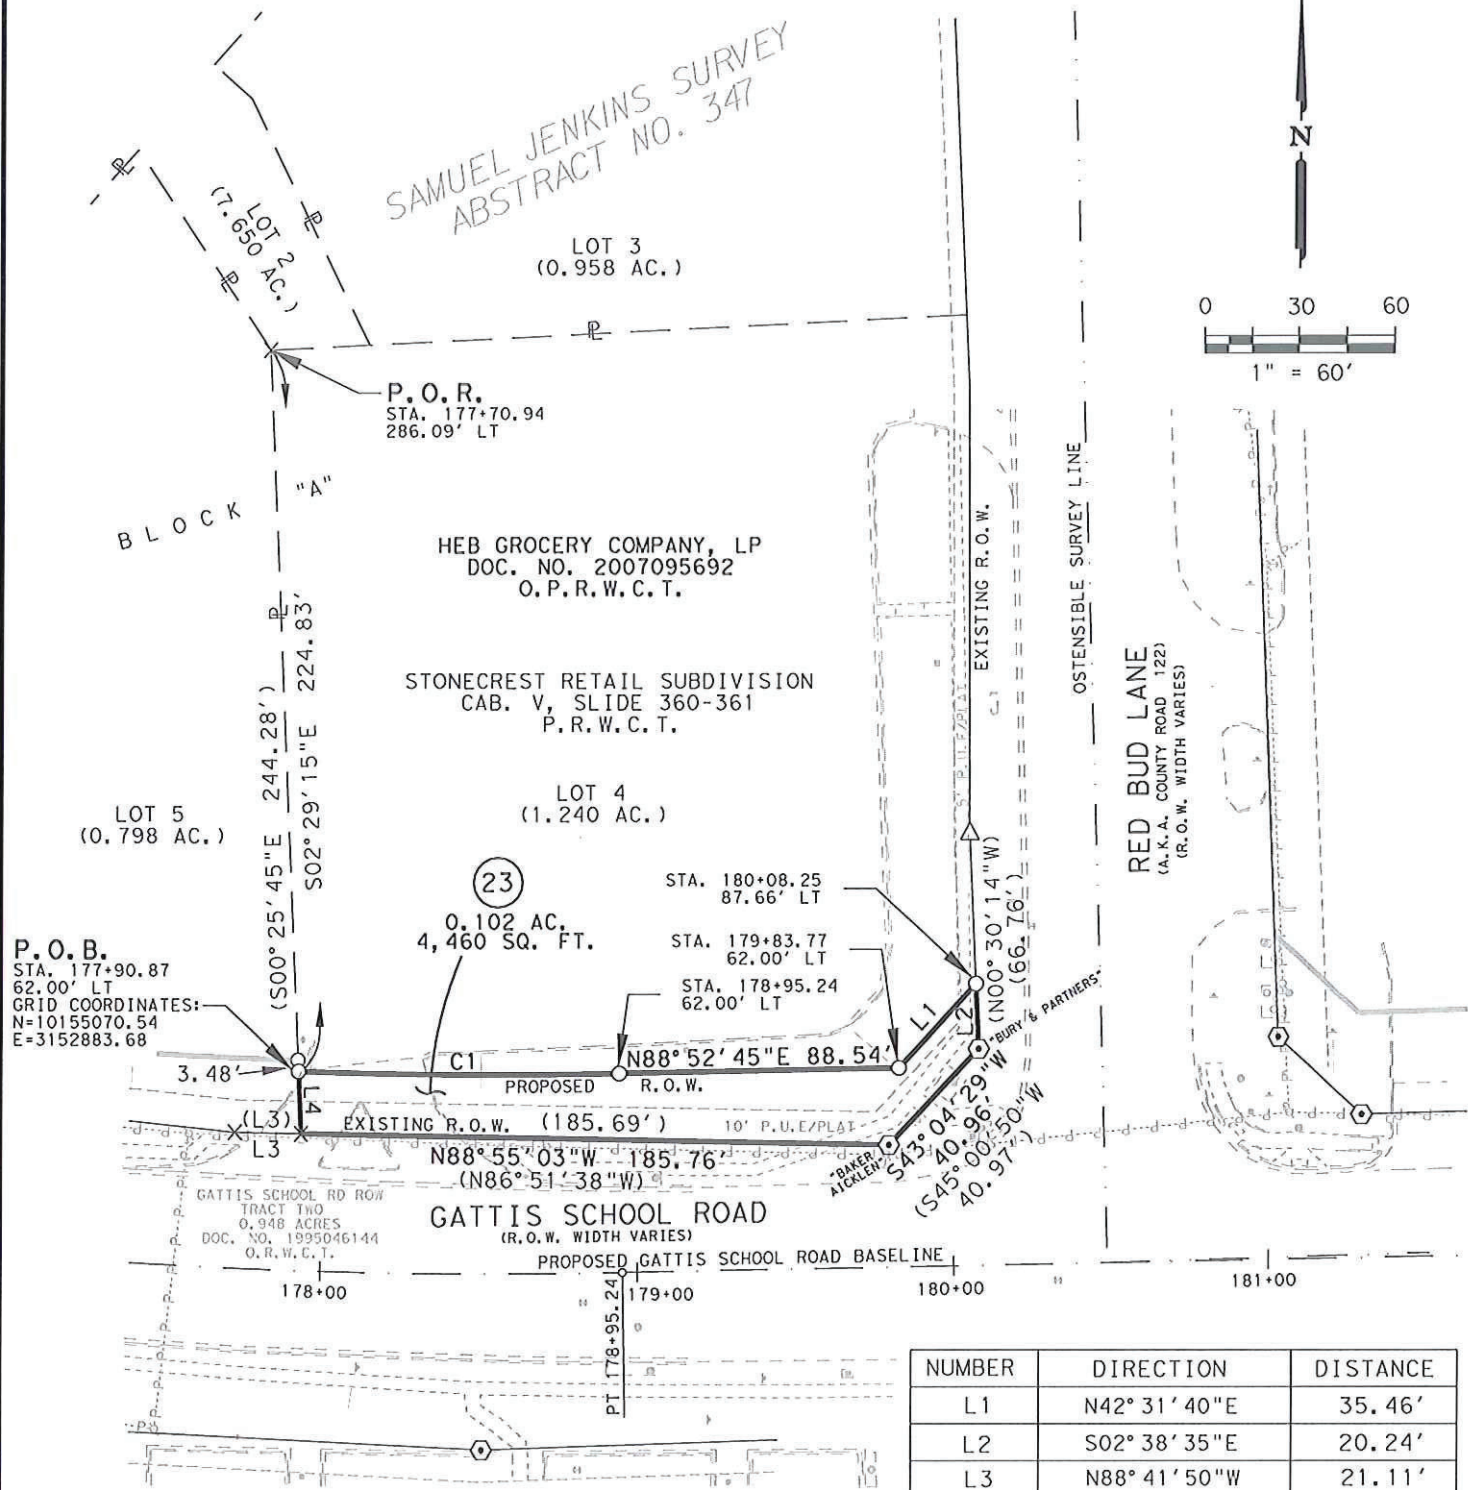 SAMUEL JENKINS SURVEY
ABSTRACT NO. 347
N
LOT 2
(7.650 AC.)
LOT 3
(0.958 AC.)
0 30 60
1" = 60'
P.O.R.
STA. 177+70.94
286.09' LT
BLOCK "A"
HEB GROCERY COMPANY, LP
DOC. NO. 2007095692
O.P.R.W.C.T.
EXISTING R.O.W.
OSTENSIBLE SURVEY LINE
STONECREST RETAIL SUBDIVISION
CAB. V, SLIDE 360-361
P.R.W.C.T.
(S00°25'45"E 244.28')
S02°29'15"E 224.83'
RED BUD LANE
(A.K.A. COUNTY ROAD 122)
(R.O.W. WIDTH VARIES)
LOT 5
(0.798 AC.)
LOT 4
(1.240 AC.)
23
0.102 AC.
4,460 SQ. FT.
STA. 180+08.25
87.66' LT
STA. 179+83.77
62.00' LT
STA. 178+95.24
62.00' LT
(N00°30'14"W)
(66.76')
P.O.B.
STA. 177+90.87
62.00' LT
GRID COORDINATES:
N=10155070.54
E=3152883.68
3.48'
C1
N88°52'45"E 88.54'
L1
L2
"BURY & PARTNERS"
PROPOSED R.O.W.
L4
(L3)
L3
EXISTING R.O.W. (185.69')
10' P.U.E/PLAT
N88°55'03"W 185.76'
(N86°51'38"W)
"BAKER
AICKLEN"
S43°04'29"W
40.96'
(S45°00'50"W
40.97')
GATTIS SCHOOL RD ROW
TRACT TWO
0.948 ACRES
DOC. NO. 1995046144
O.R.W.C.T.
GATTIS SCHOOL ROAD
(R.O.W. WIDTH VARIES)
PROPOSED GATTIS SCHOOL ROAD BASELINE
178+00
179+00
180+00
181+00
PT 178+95.24
NUMBER DIRECTION DISTANCE
L1 N42°31'40"E 35.46'
L2 S02°38'35"E 20.24'
L3 N88°41'50"W 21.11'